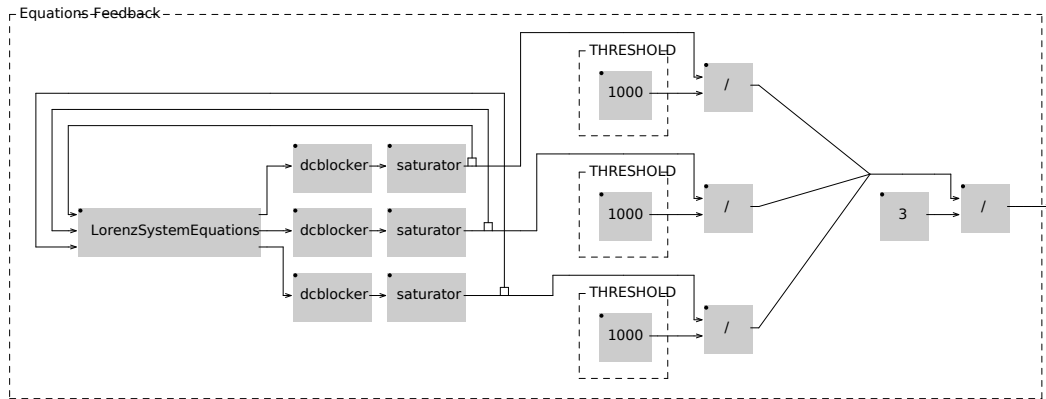 Equations Feedback
THRESHOLD
1000
/
dcblocker
saturator
THRESHOLD
1000
/
3
/
LorenzSystemEquations
dcblocker
saturator
dcblocker
saturator
THRESHOLD
1000
/